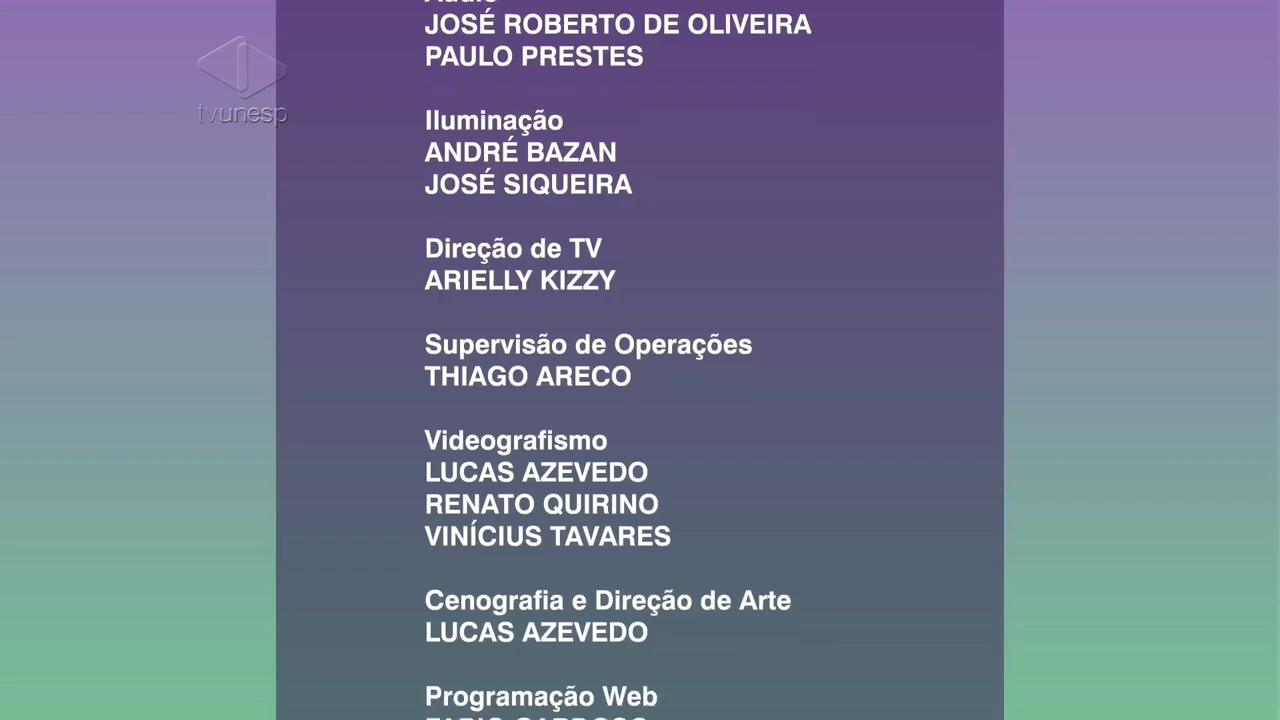 JOSÉ ROBERTO DE OLIVEIRA
PAULO PRESTES
tvunesp
Iluminação
ANDRÉ BAZAN
JOSÉ SIQUEIRA
Direção de TV
ARIELLY KIZZY
Supervisão de Operações
THIAGO ARECO
Videografismo
LUCAS AZEVEDO
RENATO QUIRINO
VINÍCIUS TAVARES
Cenografia e Direção de Arte
LUCAS AZEVEDO
Programação Web